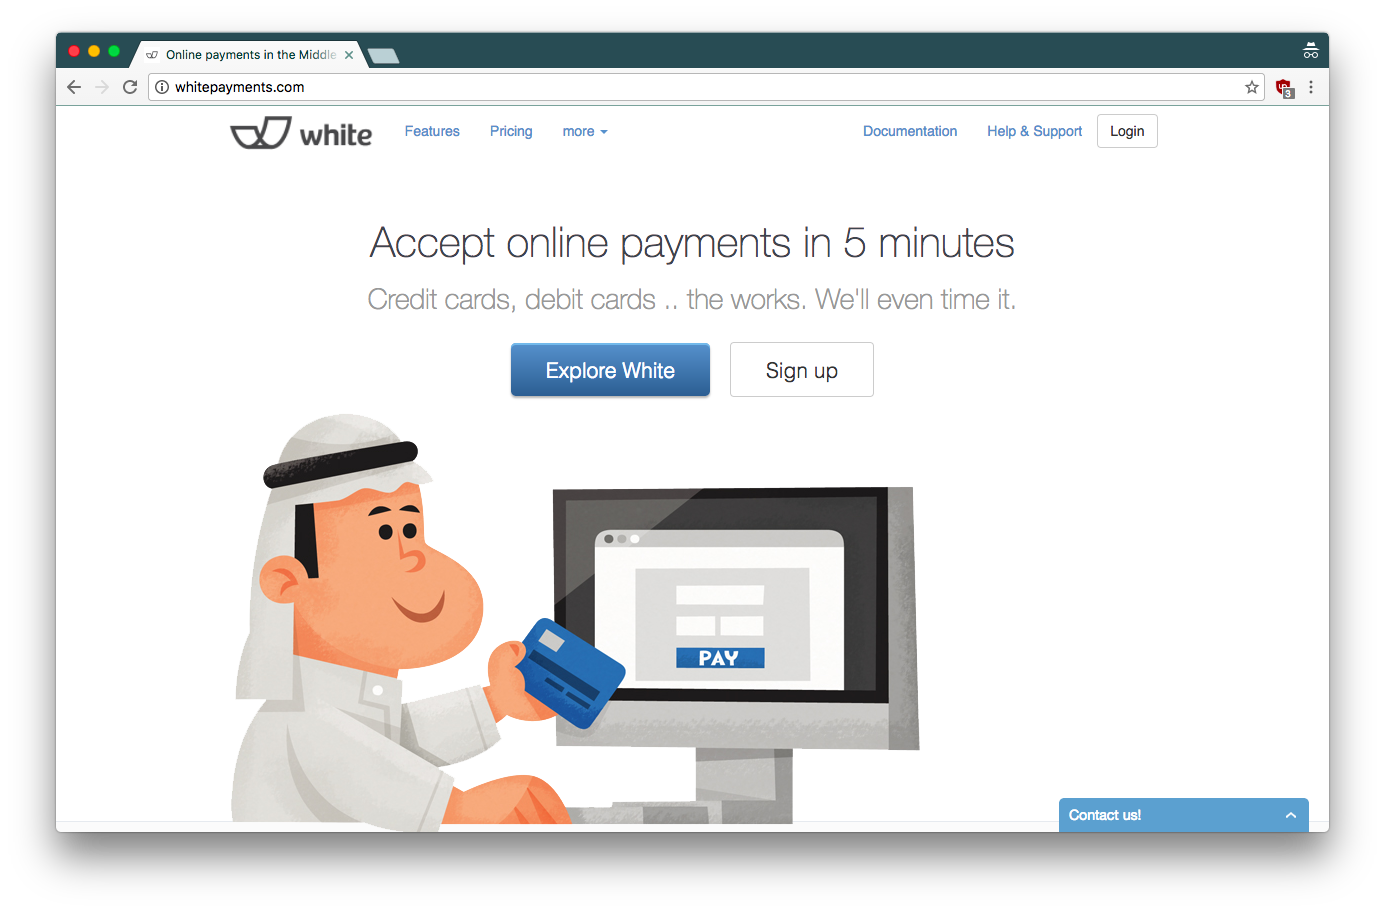 Online payments in the Middle
whitepayments.com
3
white
Features
Pricing
more
Documentation
Help & Support
Login
Accept online payments in 5 minutes
Credit cards, debit cards .. the works. We'll even time it.
Explore White
Sign up
PAY
Contact us!